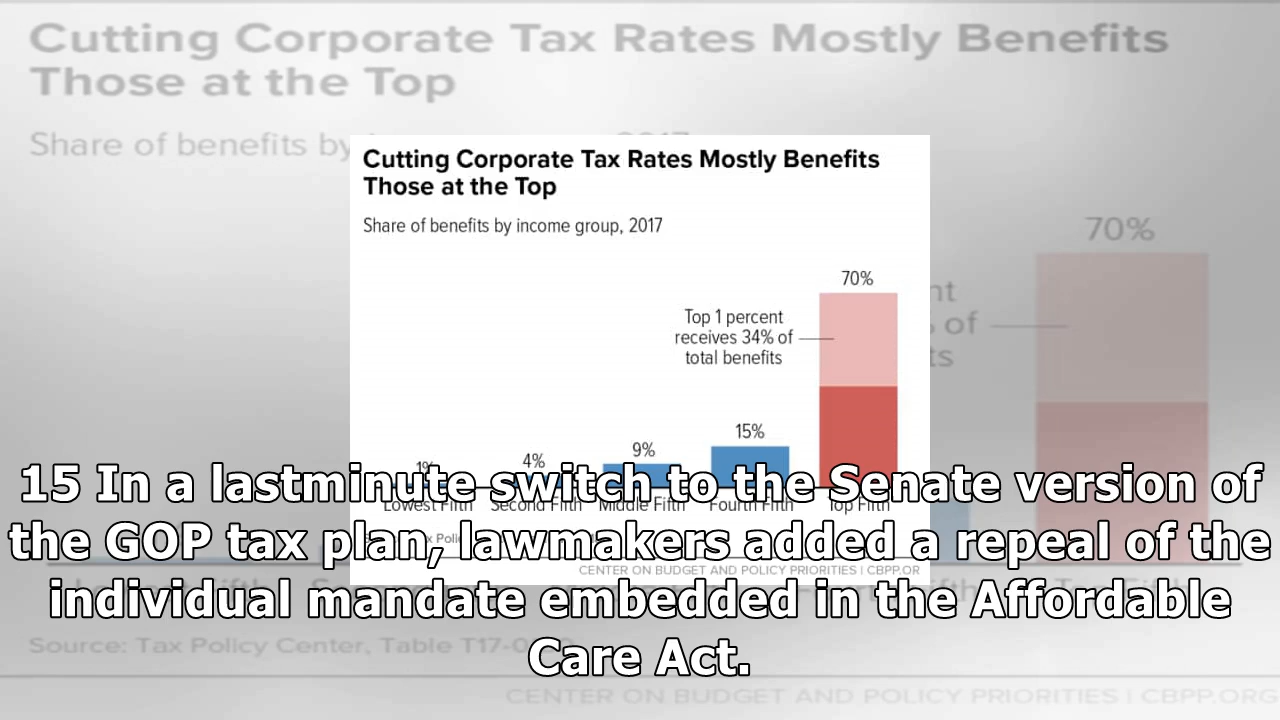 Cutting Corporate Tax Rates Mostly Benefits
Those at the Top
Share of benefits by
70%
Cutting Corporate Tax Rates Mostly Benefits
Those at the Top
Share of benefits by income group, 2017
70%
Top 1 percent
receives 34% of
total benefits
15%
9%
4%
1%
Lowest Fifth Second Fifth Middle Fifth Fourth Fifth Top Fifth
CENTER ON BUDGET AND POLICY PRIORITIES | CBPP.OR
15 In a lastminute switch to the Senate version of
the GOP tax plan, lawmakers added a repeal of the
individual mandate embedded in the Affordable
Care Act.
Source: Tax Policy Center, Table
CENTER ON BUDGET AND POLICY PRIORITIES | CBPP.ORG